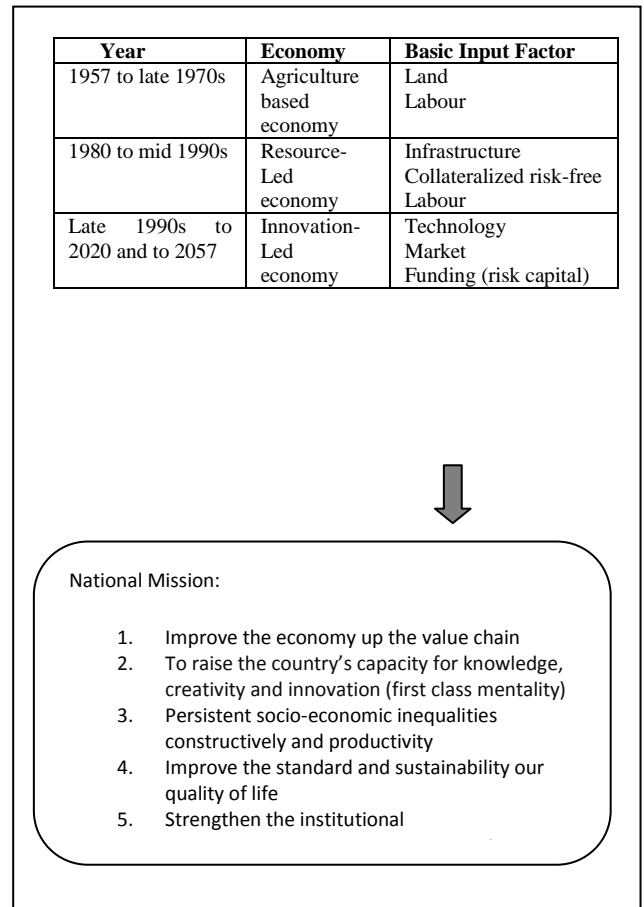 Year Economy Basic Input Factor
1957 to late 1970s Agriculture Land
based Labour
economy
1980 to mid 1990s Resource- Infrastructure
Led Collateralized risk-free
economy Labour
Late 1990s to Innovation- Technology
2020 and to 2057 Led Market
economy Funding (risk capital)
National Mission:
1. Improve the economy up the value chain
2. To raise the country’s capacity for knowledge,
creativity and innovation (first class mentality)
3. Persistent socio-economic inequalities
constructively and productivity
4. Improve the standard and sustainability our
quality of life
5. Strengthen the institutional